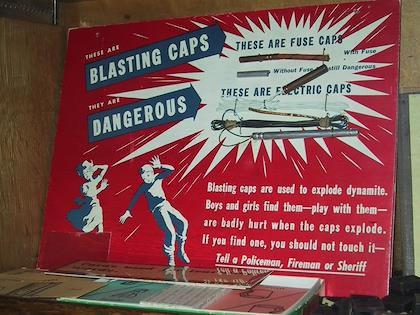 THESE ARE
BLASTING CAPS
THEY ARE
DANGEROUS
THESE ARE FUSE CAPS
With Fuse
Without Fuse still Dangerous
THESE ARE ELECTRIC CAPS
Blasting caps are used to explode dynamite.
Boys and girls find them—play with them—
are badly hurt when the caps explode.
If you find one, you should not touch it—
Tell a Policeman, Fireman or Sheriff